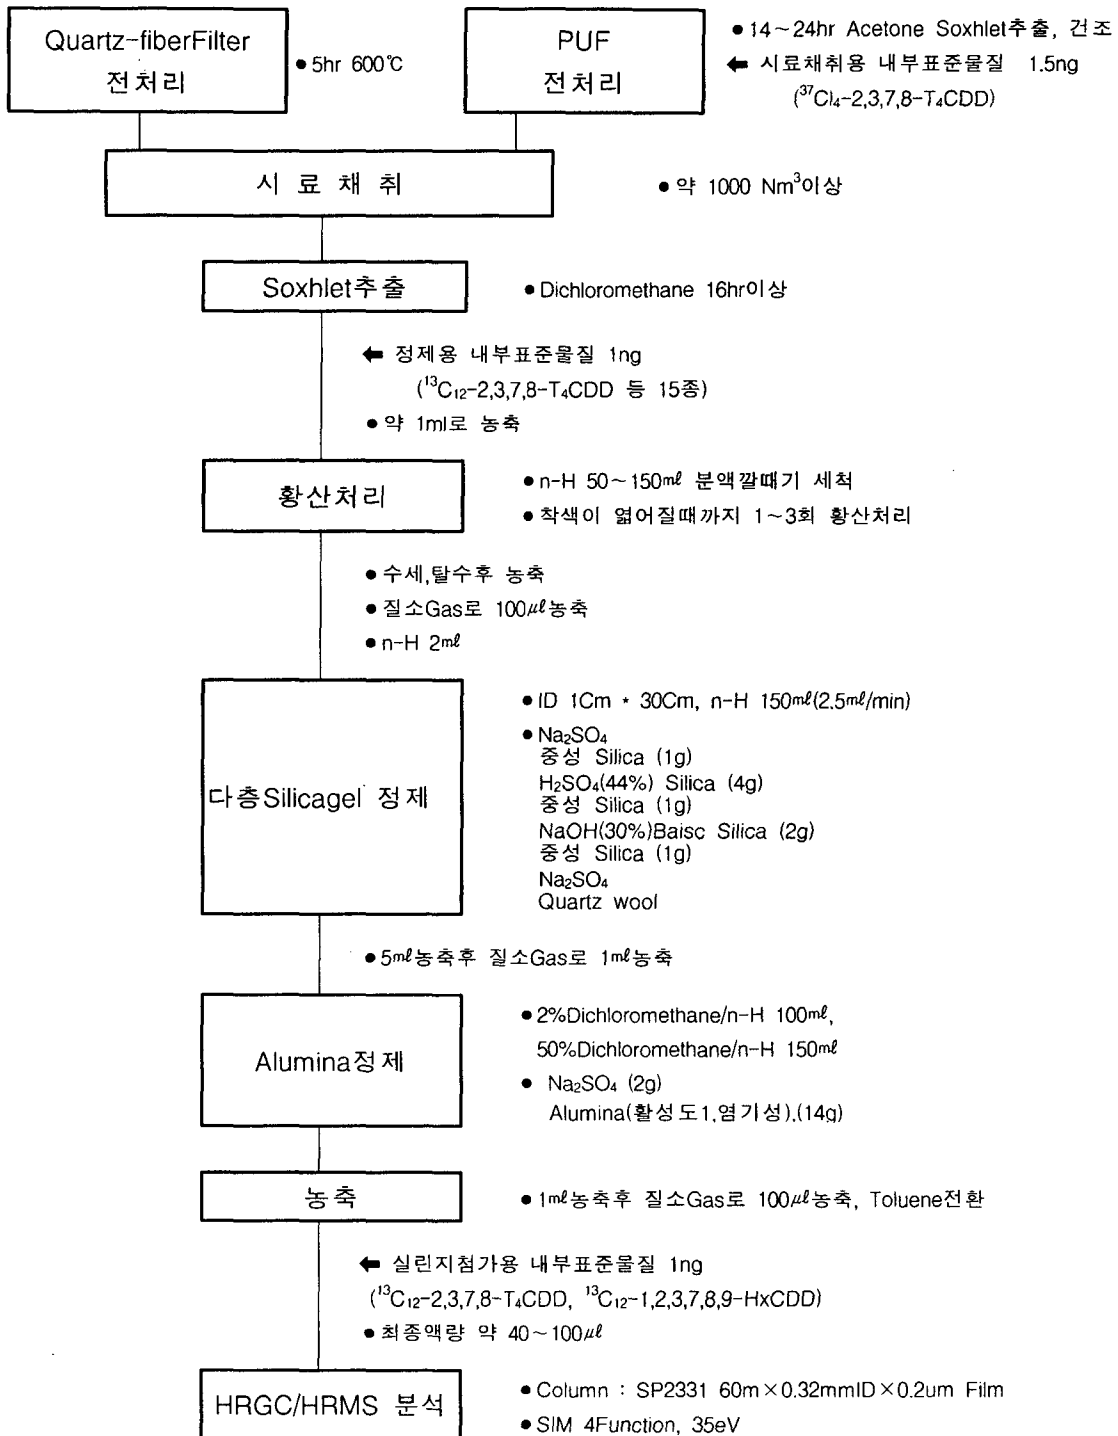 Quartz-fiberFilter
전처리
● 5hr 600℃
PUF
전처리
● 14~24hr Acetone Soxhlet추출, 건조
← 시료채취용 내부표준물질 1.5ng
(³⁷Cl₄-2,3,7,8-T₄CDD)
시 료 채 취
● 약 1000 Nm³이상
Soxhlet추출
● Dichloromethane 16hr이상
← 정제용 내부표준물질 1ng
(¹³C₁₂-2,3,7,8-T₄CDD 등 15종)
● 약 1ml로 농축
황산처리
● n-H 50~150㎖ 분액깔때기 세척
● 착색이 엷어질때까지 1~3회 황산처리
● 수세,탈수후 농축
● 질소Gas로 100㎕농축
● n-H 2㎖
다층Silicagel 정제
● ID 1Cm * 30Cm, n-H 150㎖(2.5㎖/min)
● Na₂SO₄
중성 Silica (1g)
H₂SO₄(44%) Silica (4g)
중성 Silica (1g)
NaOH(30%)Baisc Silica (2g)
중성 Silica (1g)
Na₂SO₄
Quartz wool
● 5㎖농축후 질소Gas로 1㎖농축
Alumina정제
● 2%Dichloromethane/n-H 100㎖,
50%Dichloromethane/n-H 150㎖
● Na₂SO₄ (2g)
Alumina(활성도1,염기성),(14g)
농축
● 1㎖농축후 질소Gas로 100㎕농축, Toluene전환
← 실린지첨가용 내부표준물질 1ng
(¹³C₁₂-2,3,7,8-T₄CDD, ¹³C₁₂-1,2,3,7,8,9-HxCDD)
● 최종액량 약 40~100㎕
HRGC/HRMS 분석
● Column : SP2331 60m×0.32mmID×0.2um Film
● SIM 4Function, 35eV